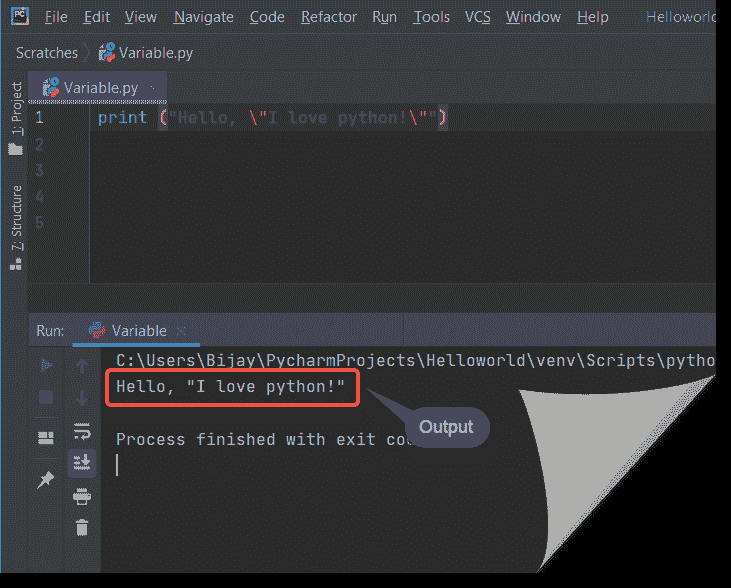 PC File Edit View Navigate Code Refactor Run Tools VCS Window Help Helloworld
Scratches Variable.py
Variable.py
1: Project
7: Structure
1 print ("Hello, \"I love python!\"")
2
3
4
5
Run: Variable
C:\Users\Bijay\PycharmProjects\Helloworld\venv\Scripts\pytho
Hello, "I love python!"
Output
Process finished with exit